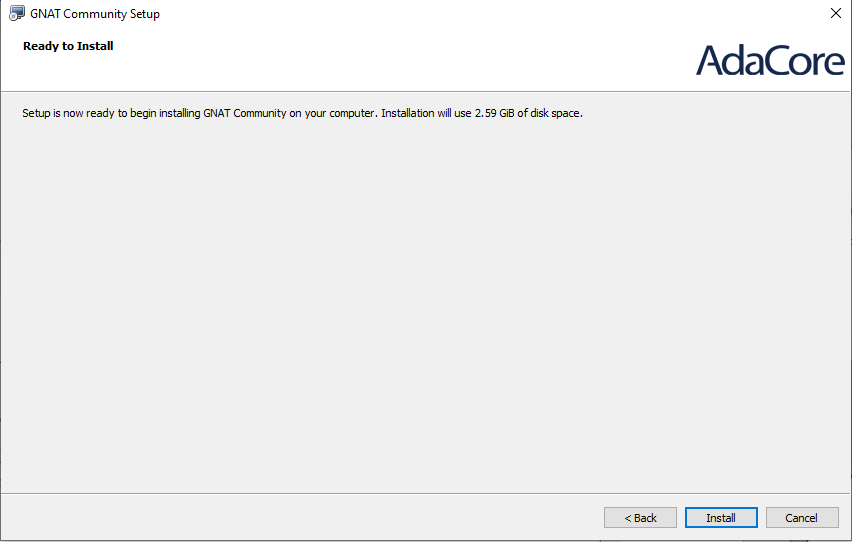 GNAT Community Setup
Ready to Install
AdaCore
Setup is now ready to begin installing GNAT Community on your computer. Installation will use 2.59 GiB of disk space.
< Back
Install
Cancel